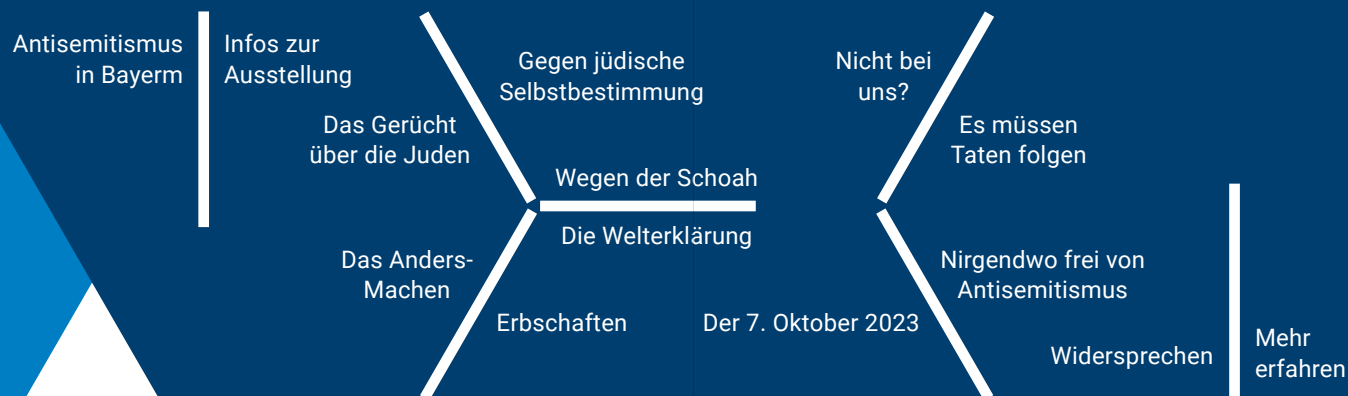 Antisemitismus
in Bayerm
Infos zur
Ausstellung
Das Gerücht
über die Juden
Gegen jüdische
Selbstbestimmung
Wegen der Schoah
Die Welterklärung
Das Anders-
Machen
Erbschaften
Der 7. Oktober 2023
Nicht bei
uns?
Es müssen
Taten folgen
Nirgendwo frei von
Antisemitismus
Widersprechen
Mehr
erfahren